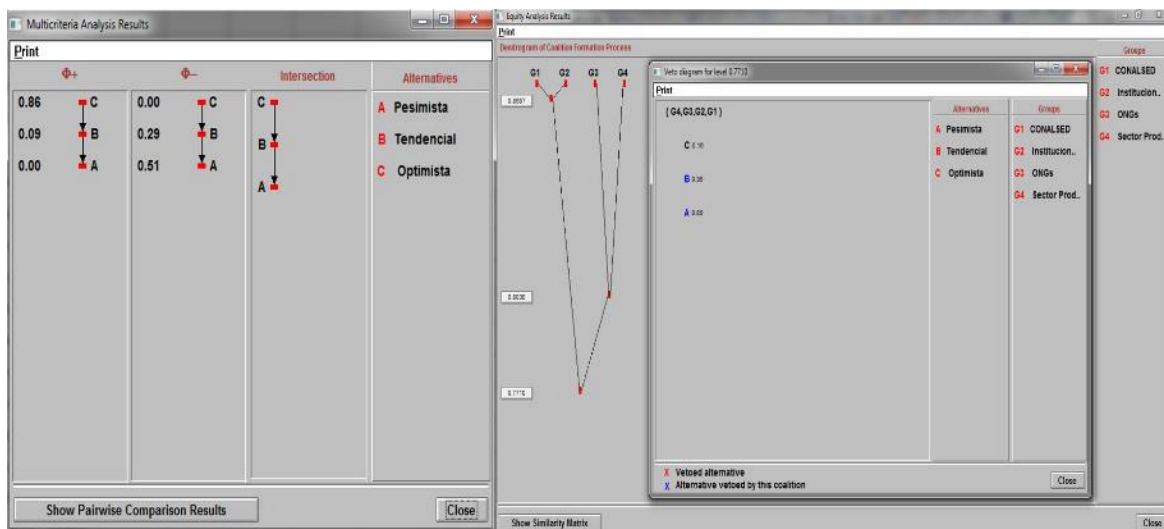 Multicriteria Analysis Results
Print
Φ+ Φ- Intersection Alternatives
0.86 C 0.00 C C
A Pesimista
0.09 B 0.29 B B
B Tendencial
0.00 A 0.51 A A
C Optimista
Show Pairwise Comparison Results
Close
Equity Analysis Results
Print
Dendrogram of Coalition Formation Process
G1 G2 G3 G4
Groups
G1 CONALSED
G2 Institucion..
G3 ONGs
G4 Sector Prod..
Show Similarity Matrix
Close
Veto diagram for level
Print
{ G4,G3,G2,G1 }
C
B
A
Alternatives
A Pesimista
B Tendencial
C Optimista
Groups
G1 CONALSED
G2 Institucion..
G3 ONGs
G4 Sector Prod..
X Vetoed alternative
X Alternative vetoed by this coalition
Close